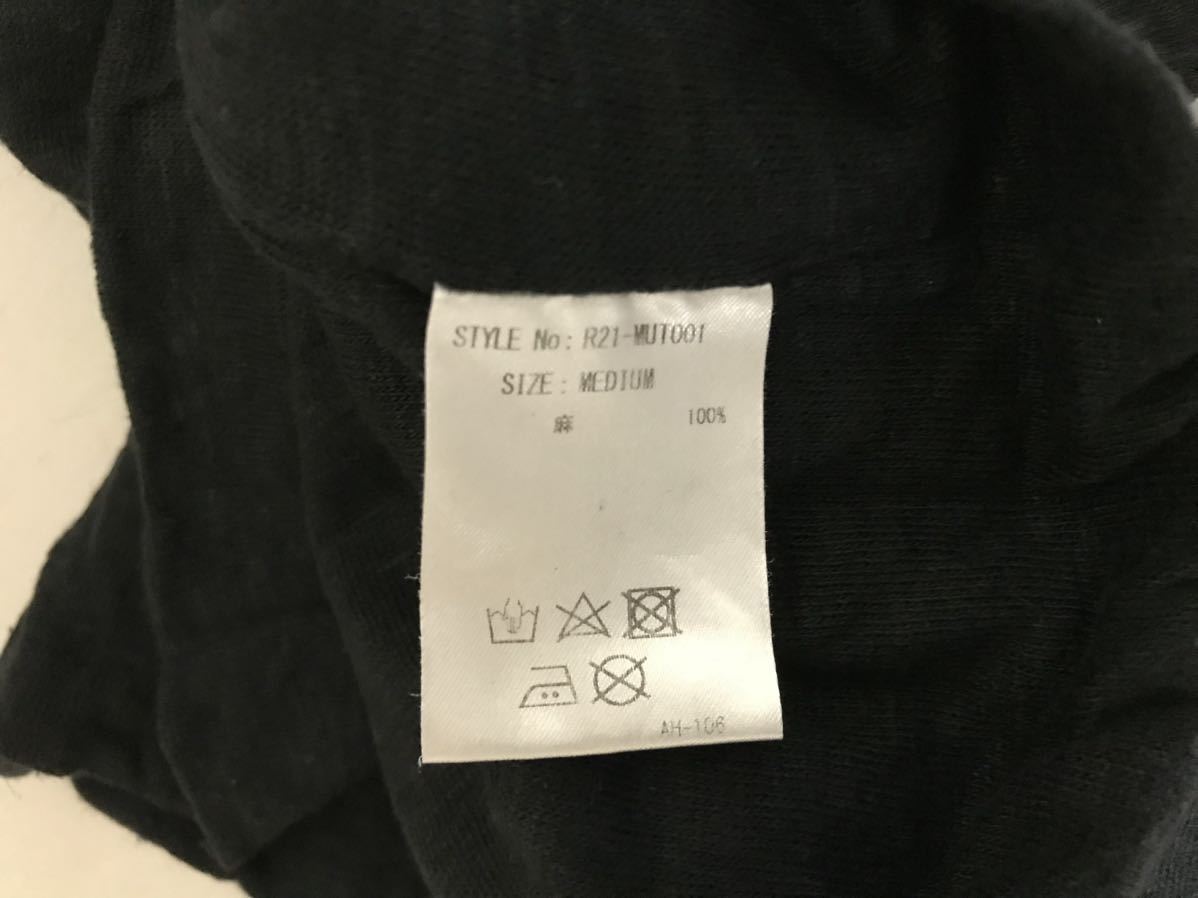 STYLE No: R21-MUT001
SIZE: MEDIUM
麻 100%
AH-106